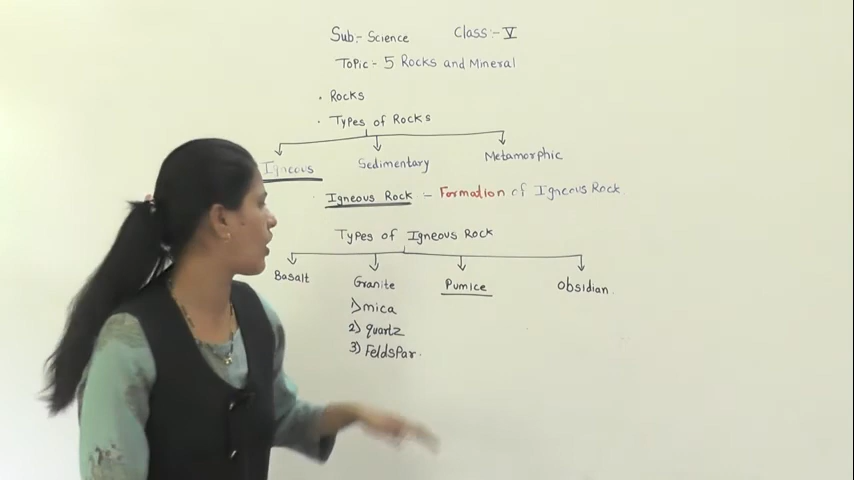 Sub:- Science Class:- V
Topic - 5 Rocks and Mineral
• Rocks
• Types of Rocks
Igneous Sedimentary Metamorphic
Igneous Rock - Formation of Igneous Rock
Types of Igneous Rock
Basalt Granite Pumice Obsidian
1) mica
2) quartz
3) Feldspar.